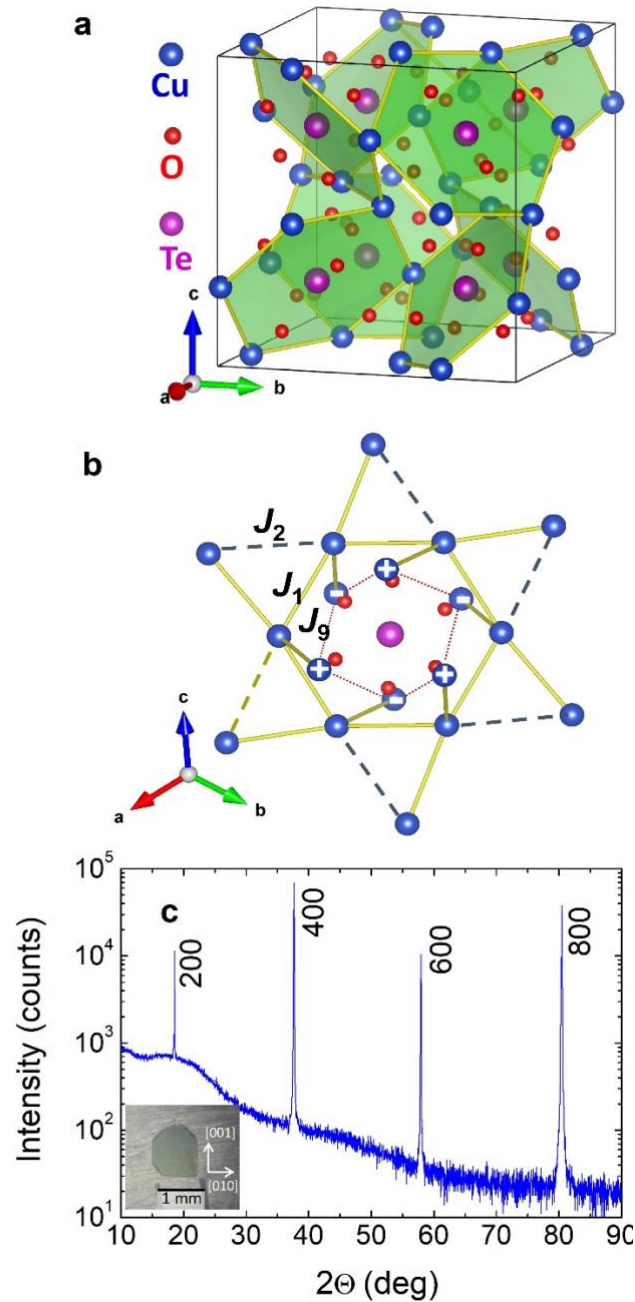 a
Cu
O
Te
c
a
b
b
J2
J1
J9
+
-
-
+
+
-
c
a
b
c
200
400
600
800
Intensity (counts)
10^5
10^4
10^3
10^2
10^1
[001]
[010]
1 mm
10 20 30 40 50 60 70 80 90
2Θ (deg)